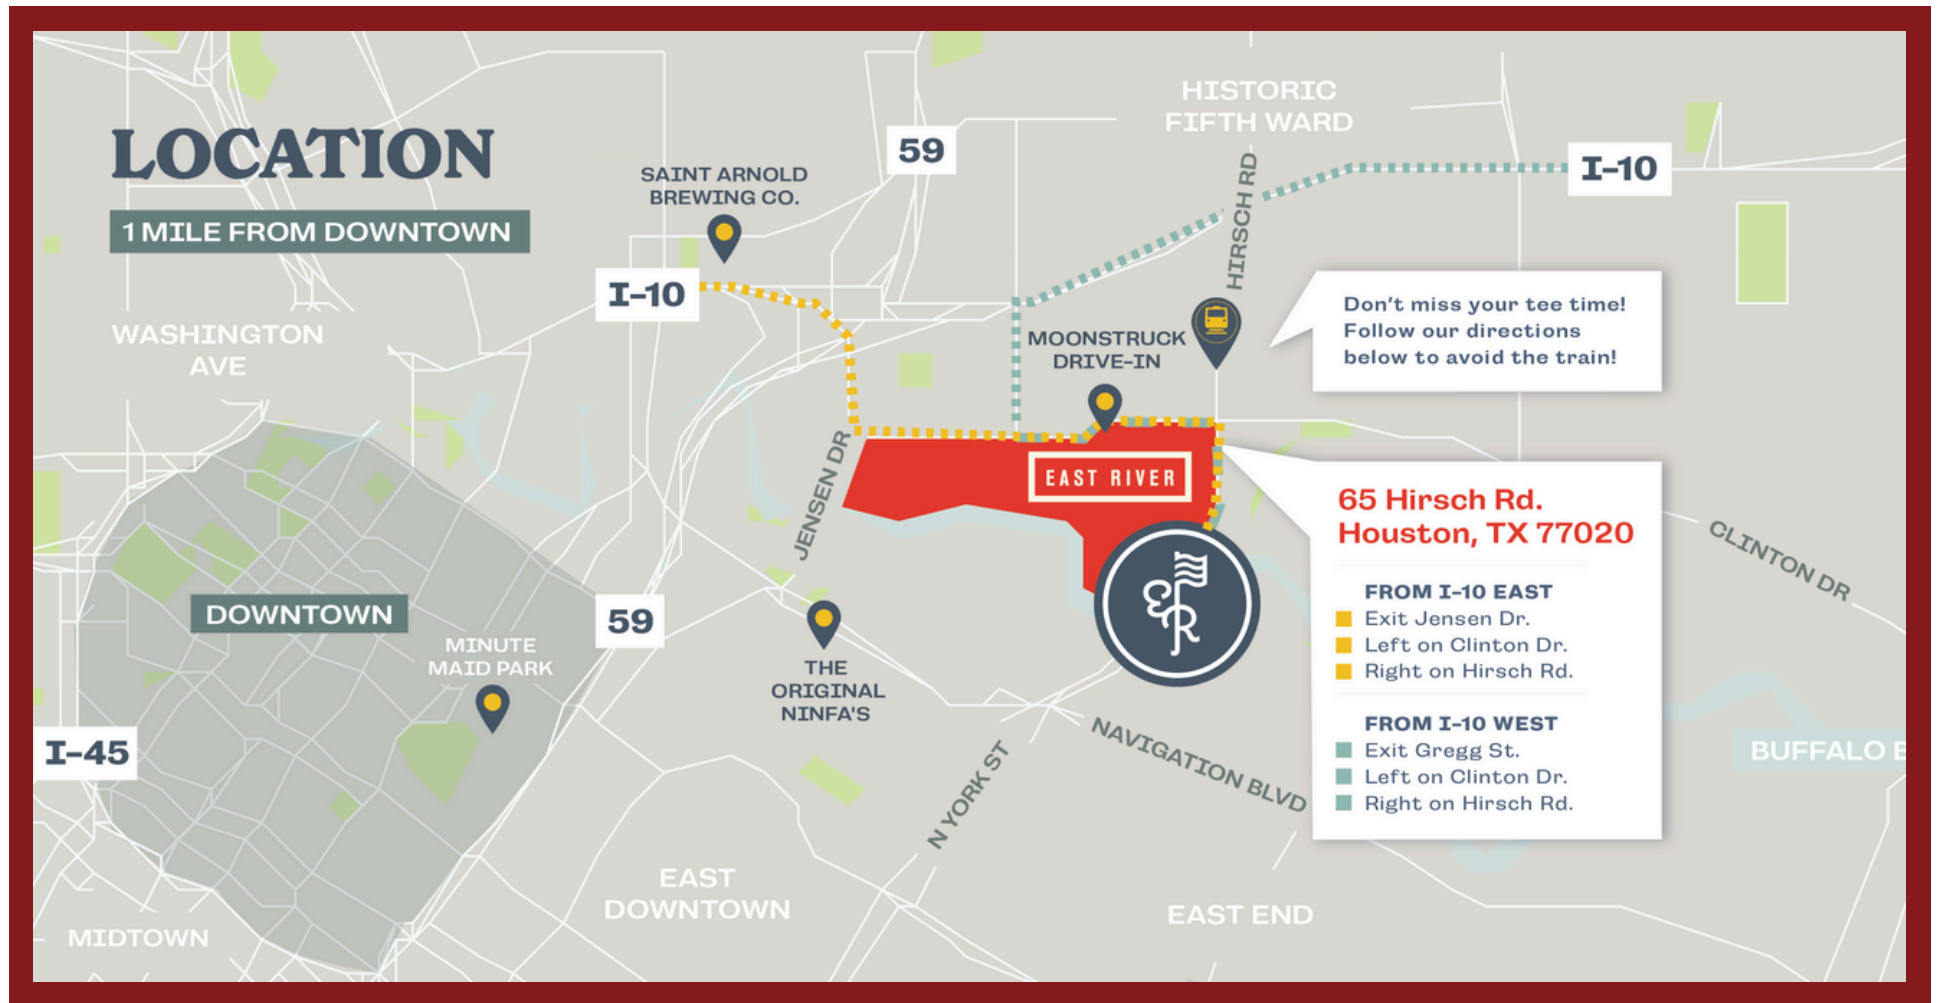 LOCATION
1 MILE FROM DOWNTOWN
SAINT ARNOLD
BREWING CO.
59
HISTORIC
FIFTH WARD
HIRSCH RD
I-10
I-10
WASHINGTON
AVE
MOONSTRUCK
DRIVE-IN
Don't miss your tee time!
Follow our directions
below to avoid the train!
JENSEN DR
EAST RIVER
65 Hirsch Rd.
Houston, TX 77020
FROM I-10 EAST
Exit Jensen Dr.
Left on Clinton Dr.
Right on Hirsch Rd.
FROM I-10 WEST
Exit Gregg St.
Left on Clinton Dr.
Right on Hirsch Rd.
CLINTON DR
ER
DOWNTOWN
59
MINUTE
MAID PARK
THE
ORIGINAL
NINFA'S
I-45
NAVIGATION BLVD
N YORK ST
BUFFALO B
EAST
DOWNTOWN
EAST END
MIDTOWN